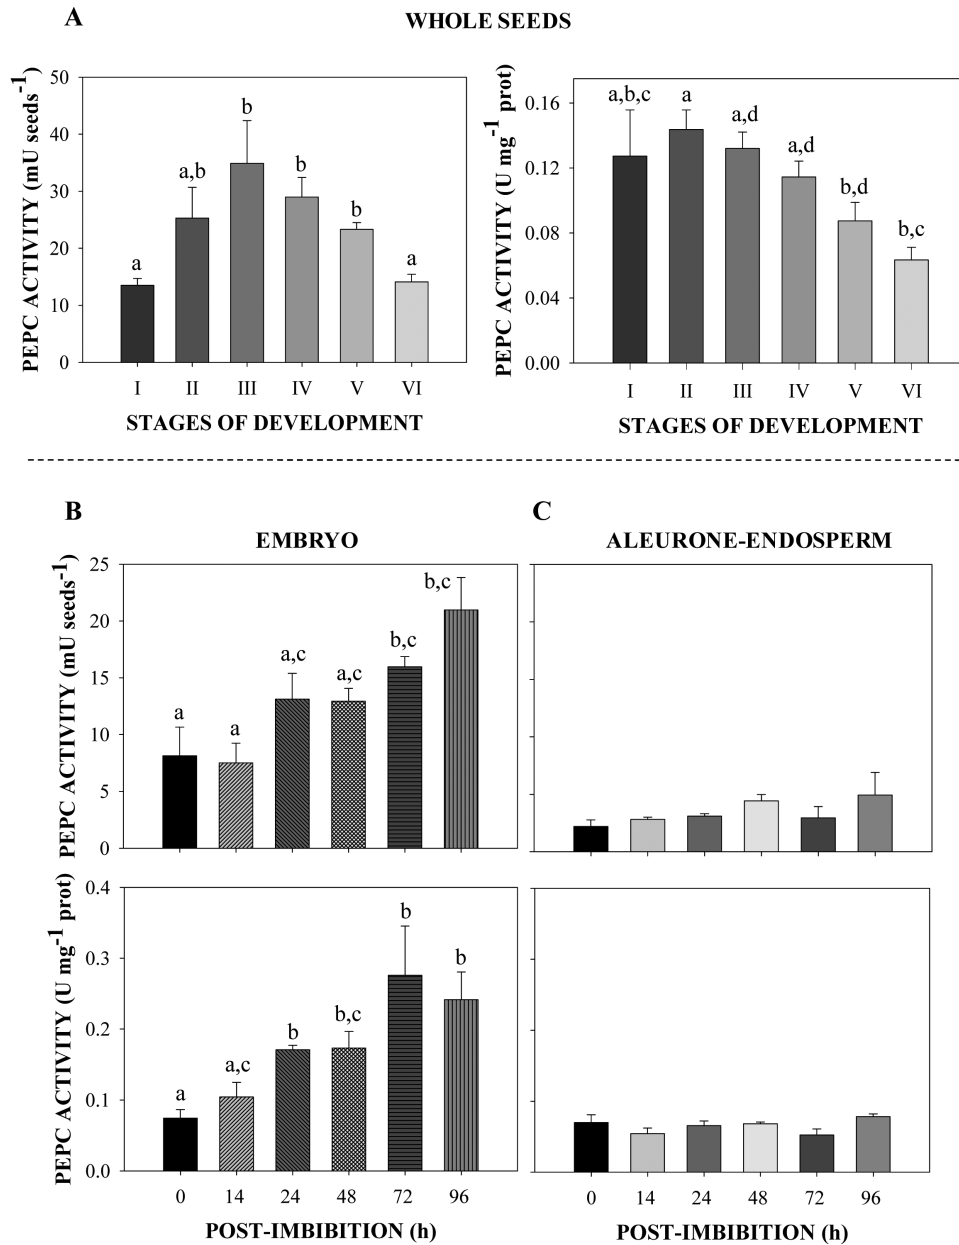 A
WHOLE SEEDS
PEPC ACTIVITY (mU seeds-1)
50
40
30
20
10
0
a
a,b
b
b
b
a
I II III IV V VI
STAGES OF DEVELOPMENT
PEPC ACTIVITY (U mg-1 prot)
0.16
0.12
0.08
0.04
0.00
a,b,c
a
a,d
a,d
b,d
b,c
I II III IV V VI
STAGES OF DEVELOPMENT
B
EMBRYO
PEPC ACTIVITY (mU seeds-1)
25
20
15
10
5
0
a
a
a,c
a,c
b,c
b,c
PEPC ACTIVITY (U mg-1 prot)
0.4
0.3
0.2
0.1
0.0
a
a,c
b
b,c
b
b
0 14 24 48 72 96
POST-IMBIBITION (h)
C
ALEURONE-ENDOSPERM
0 14 24 48 72 96
POST-IMBIBITION (h)